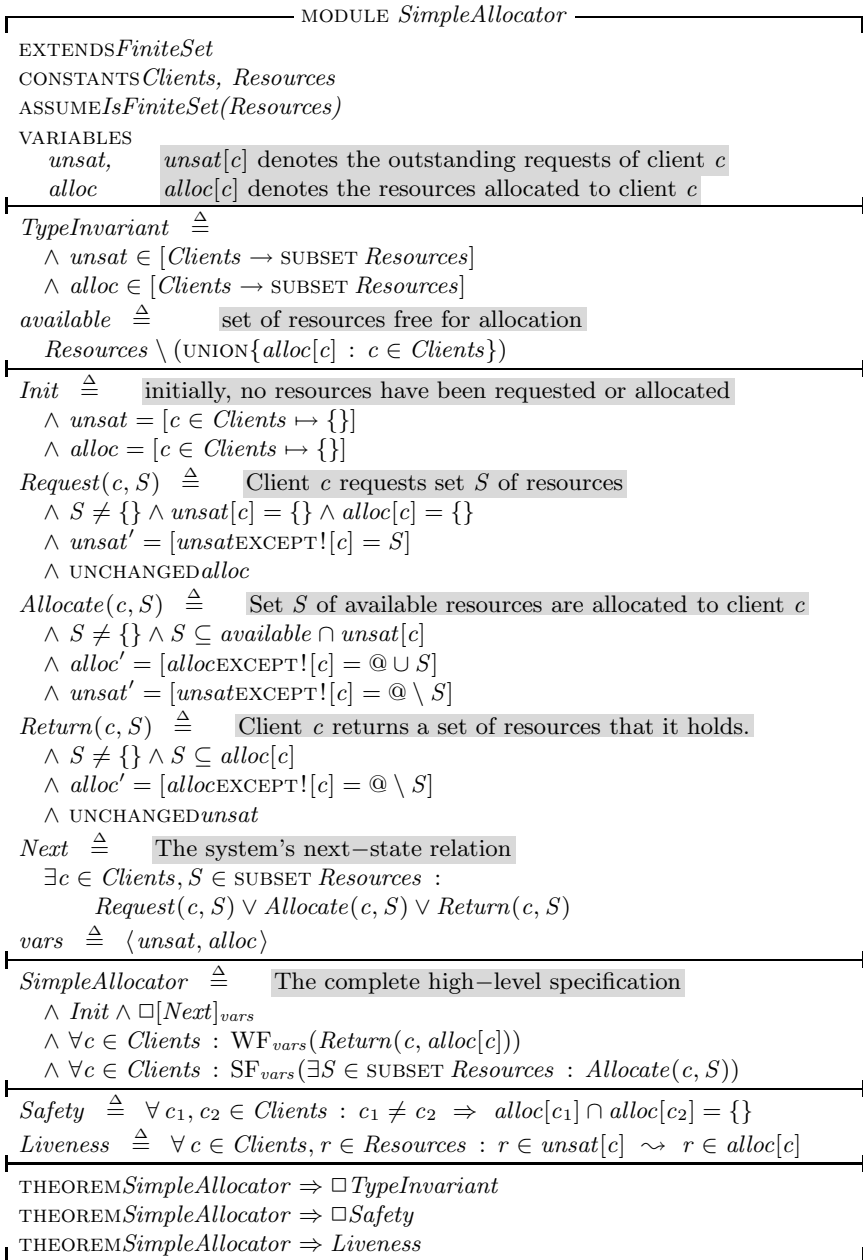 MODULE SimpleAllocator
EXTENDSFiniteSet
CONSTANTSClients, Resources
ASSUMEIsFiniteSet(Resources)
VARIABLES
unsat, unsat[c] denotes the outstanding requests of client c
alloc alloc[c] denotes the resources allocated to client c
TypeInvariant ≜
∧ unsat ∈ [Clients → SUBSET Resources]
∧ alloc ∈ [Clients → SUBSET Resources]
available ≜ set of resources free for allocation
Resources \ (UNION{alloc[c] : c ∈ Clients})
Init ≜ initially, no resources have been requested or allocated
∧ unsat = [c ∈ Clients ↦ {}]
∧ alloc = [c ∈ Clients ↦ {}]
Request(c, S) ≜ Client c requests set S of resources
∧ S ≠ {} ∧ unsat[c] = {} ∧ alloc[c] = {}
∧ unsat′ = [unsatEXCEPT![c] = S]
∧ UNCHANGEDalloc
Allocate(c, S) ≜ Set S of available resources are allocated to client c
∧ S ≠ {} ∧ S ⊆ available ∩ unsat[c]
∧ alloc′ = [allocEXCEPT![c] = @ ∪ S]
∧ unsat′ = [unsatEXCEPT![c] = @ \ S]
Return(c, S) ≜ Client c returns a set of resources that it holds.
∧ S ≠ {} ∧ S ⊆ alloc[c]
∧ alloc′ = [allocEXCEPT![c] = @ \ S]
∧ UNCHANGEDunsat
Next ≜ The system's next−state relation
∃c ∈ Clients, S ∈ SUBSET Resources :
Request(c, S) ∨ Allocate(c, S) ∨ Return(c, S)
vars ≜ ⟨unsat, alloc⟩
SimpleAllocator ≜ The complete high−level specification
∧ Init ∧ □[Next]vars
∧ ∀c ∈ Clients : WFvars(Return(c, alloc[c]))
∧ ∀c ∈ Clients : SFvars(∃S ∈ SUBSET Resources : Allocate(c, S))
Safety ≜ ∀ c₁, c₂ ∈ Clients : c₁ ≠ c₂ ⇒ alloc[c₁] ∩ alloc[c₂] = {}
Liveness ≜ ∀ c ∈ Clients, r ∈ Resources : r ∈ unsat[c] ⇝ r ∈ alloc[c]
THEOREMSimpleAllocator ⇒ □TypeInvariant
THEOREMSimpleAllocator ⇒ □Safety
THEOREMSimpleAllocator ⇒ Liveness